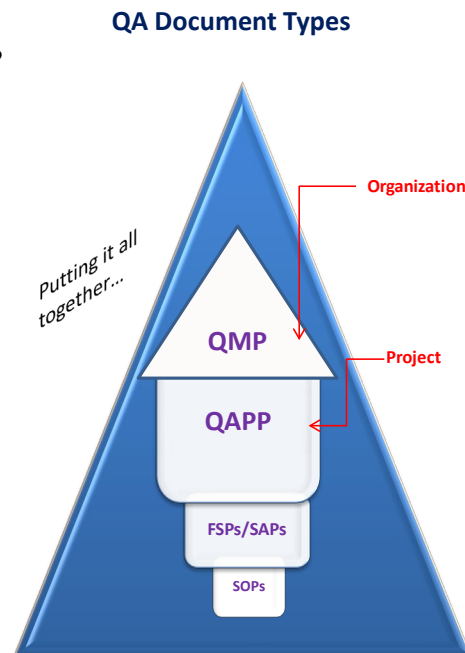 QA Document Types
Organization
Putting it all
together...
QMP
Project
QAPP
FSPs/SAPs
SOPs